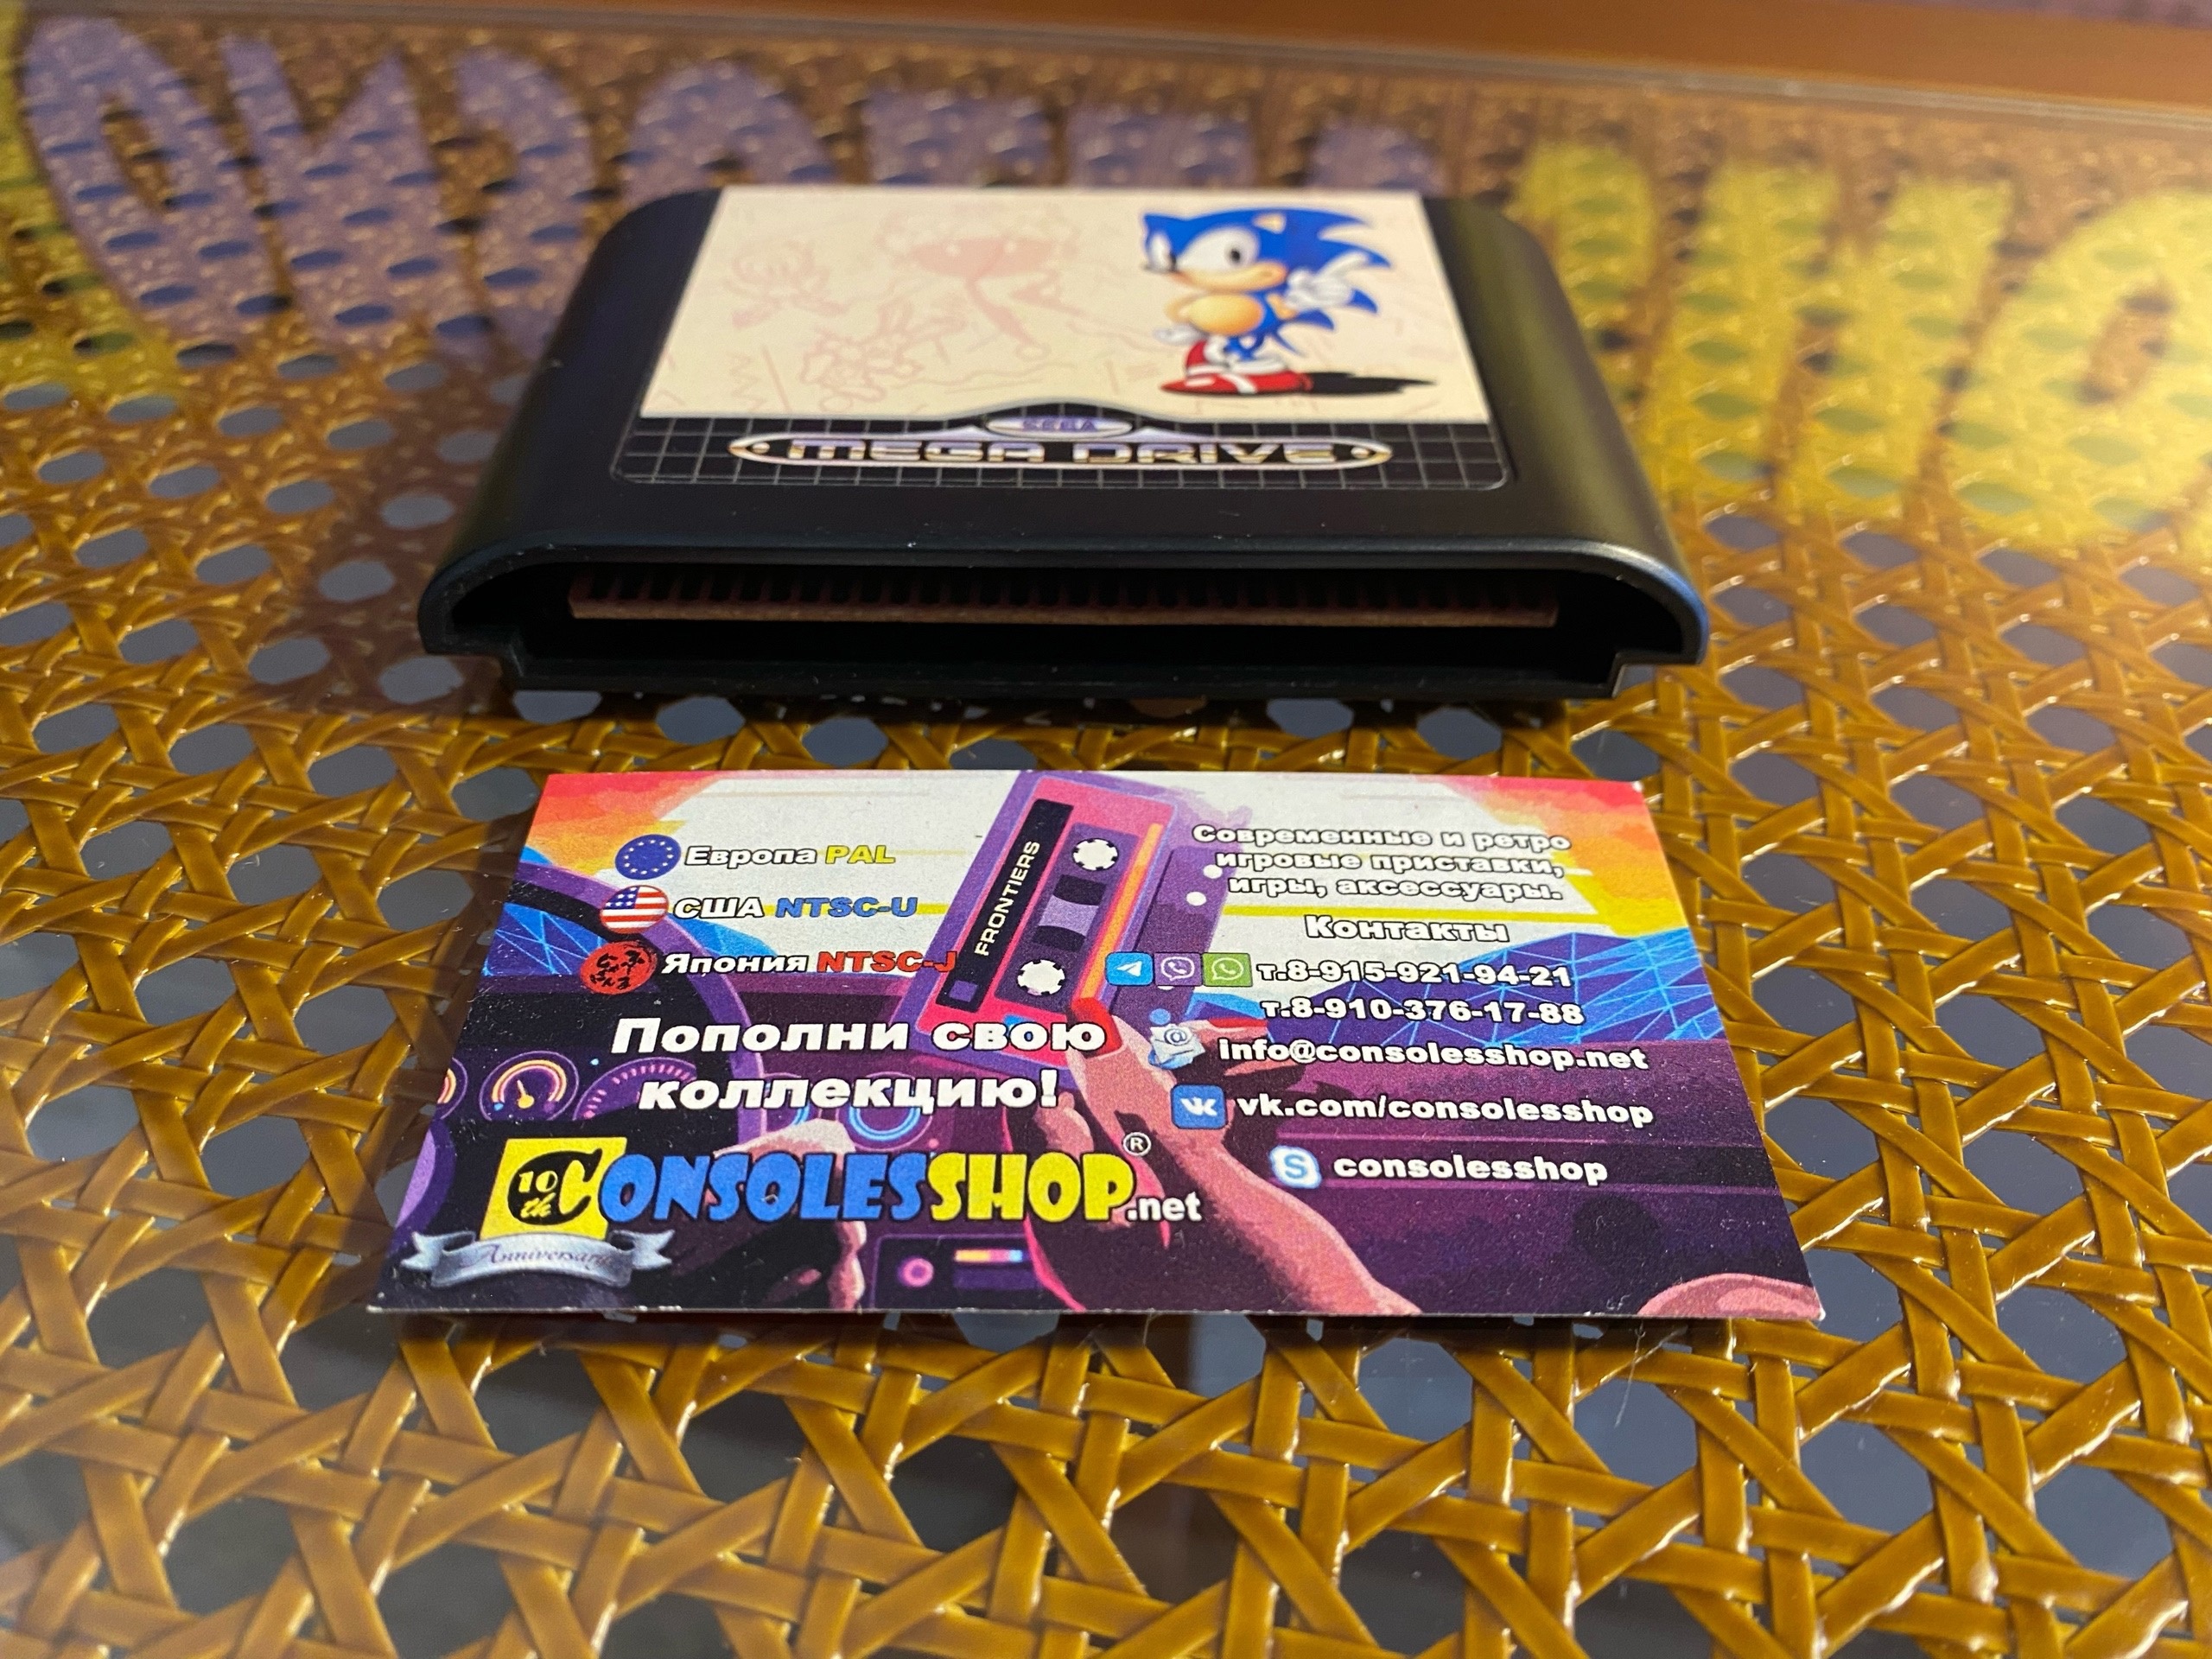 SEGA
MEGA DRIVE
Европа PAL
США NTSC-U
Япония NTSC-J
Пополни свою
коллекцию!
10
th
CONSOLESSHOP.net
®
Anniversary
FRONTIERS
Современные и ретро
игровые приставки,
игры, аксессуары.
Контакты
т.8-915-921-94-21
т.8-910-376-17-88
info@consolesshop.net
vk.com/consolesshop
consolesshop